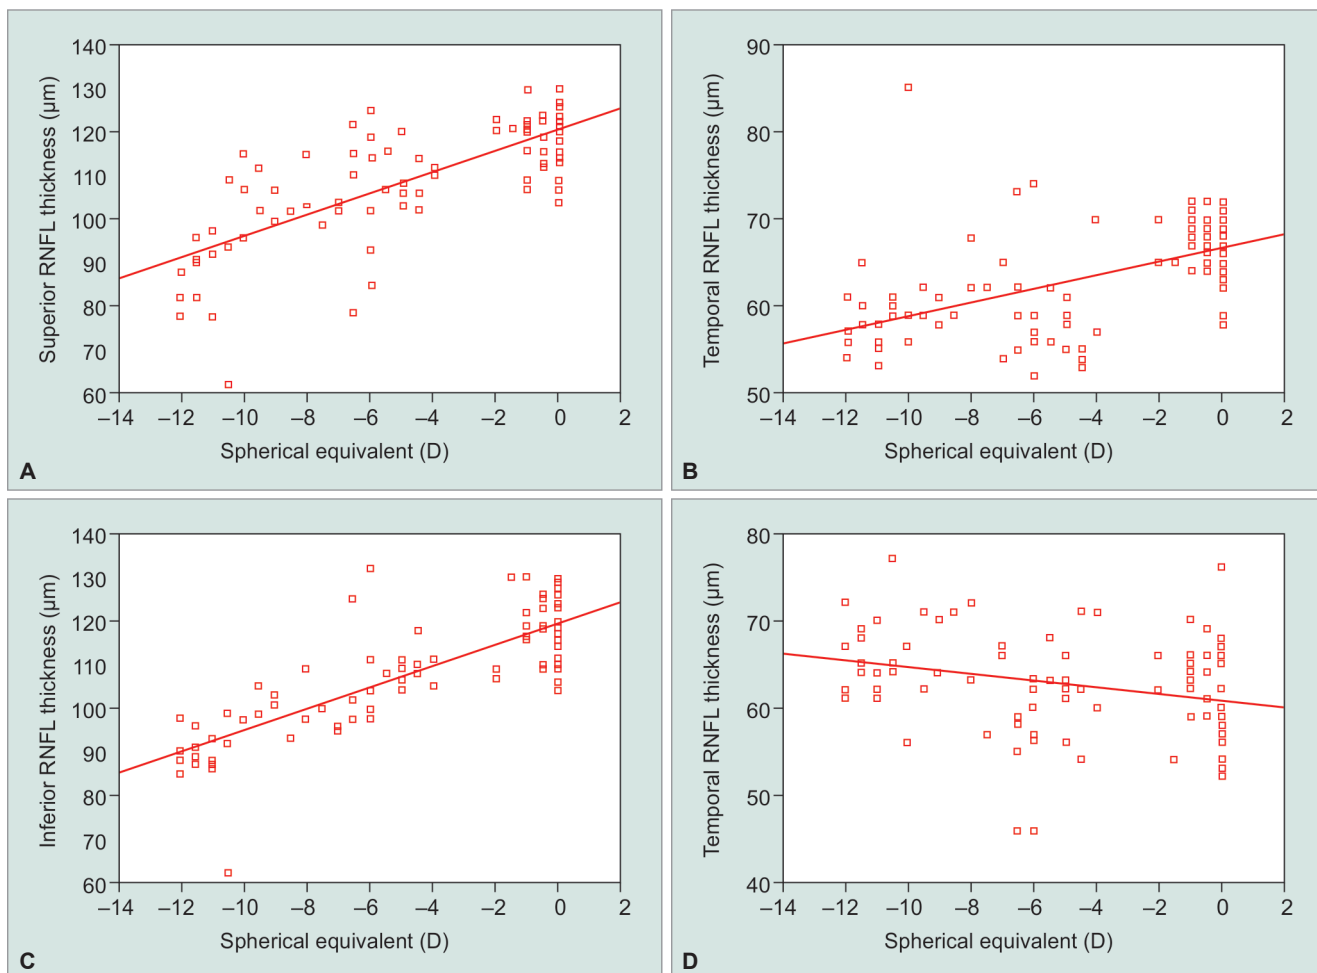 140
130
120
110
100
90
80
70
60
Superior RNFL thickness (µm)
–14 –12 –10 –8 –6 –4 –2 0 2
Spherical equivalent (D)
A
90
80
70
60
50
Temporal RNFL thickness (µm)
–14 –12 –10 –8 –6 –4 –2 0 2
Spherical equivalent (D)
B
140
130
120
110
100
90
80
70
60
Inferior RNFL thickness (µm)
–14 –12 –10 –8 –6 –4 –2 0 2
Spherical equivalent (D)
C
80
70
60
50
40
Temporal RNFL thickness (µm)
–14 –12 –10 –8 –6 –4 –2 0 2
Spherical equivalent (D)
D